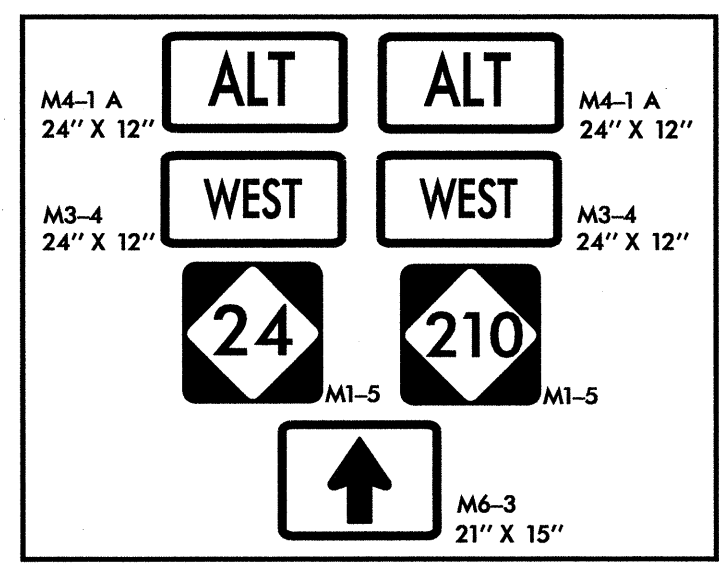 ALT
ALT
M4–1 A
24″ X 12″
M4–1 A
24″ X 12″
WEST
WEST
M3–4
24″ X 12″
M3–4
24″ X 12″
24
210
M1–5
M1–5
M6–3
21″ X 15″